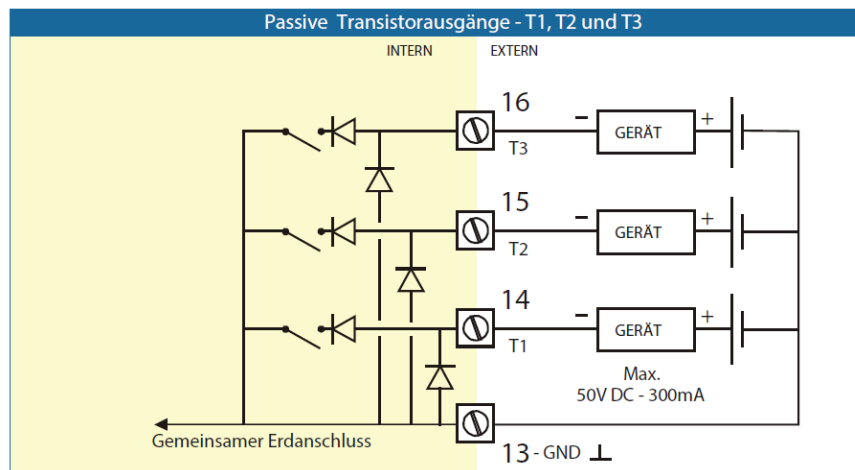 Passive Transistorausgänge - T1, T2 und T3
INTERN EXTERN
16
T3
− GERÄT +
15
T2
− GERÄT +
14
T1
− GERÄT +
Max.
50V DC - 300mA
Gemeinsamer Erdanschluss
13 - GND